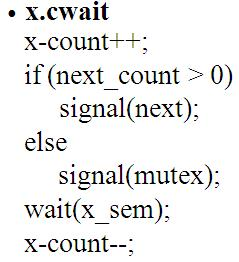 • x.cwait
x-count++;
if (next_count > 0)
signal(next);
else
signal(mutex);
wait(x_sem);
x-count--;